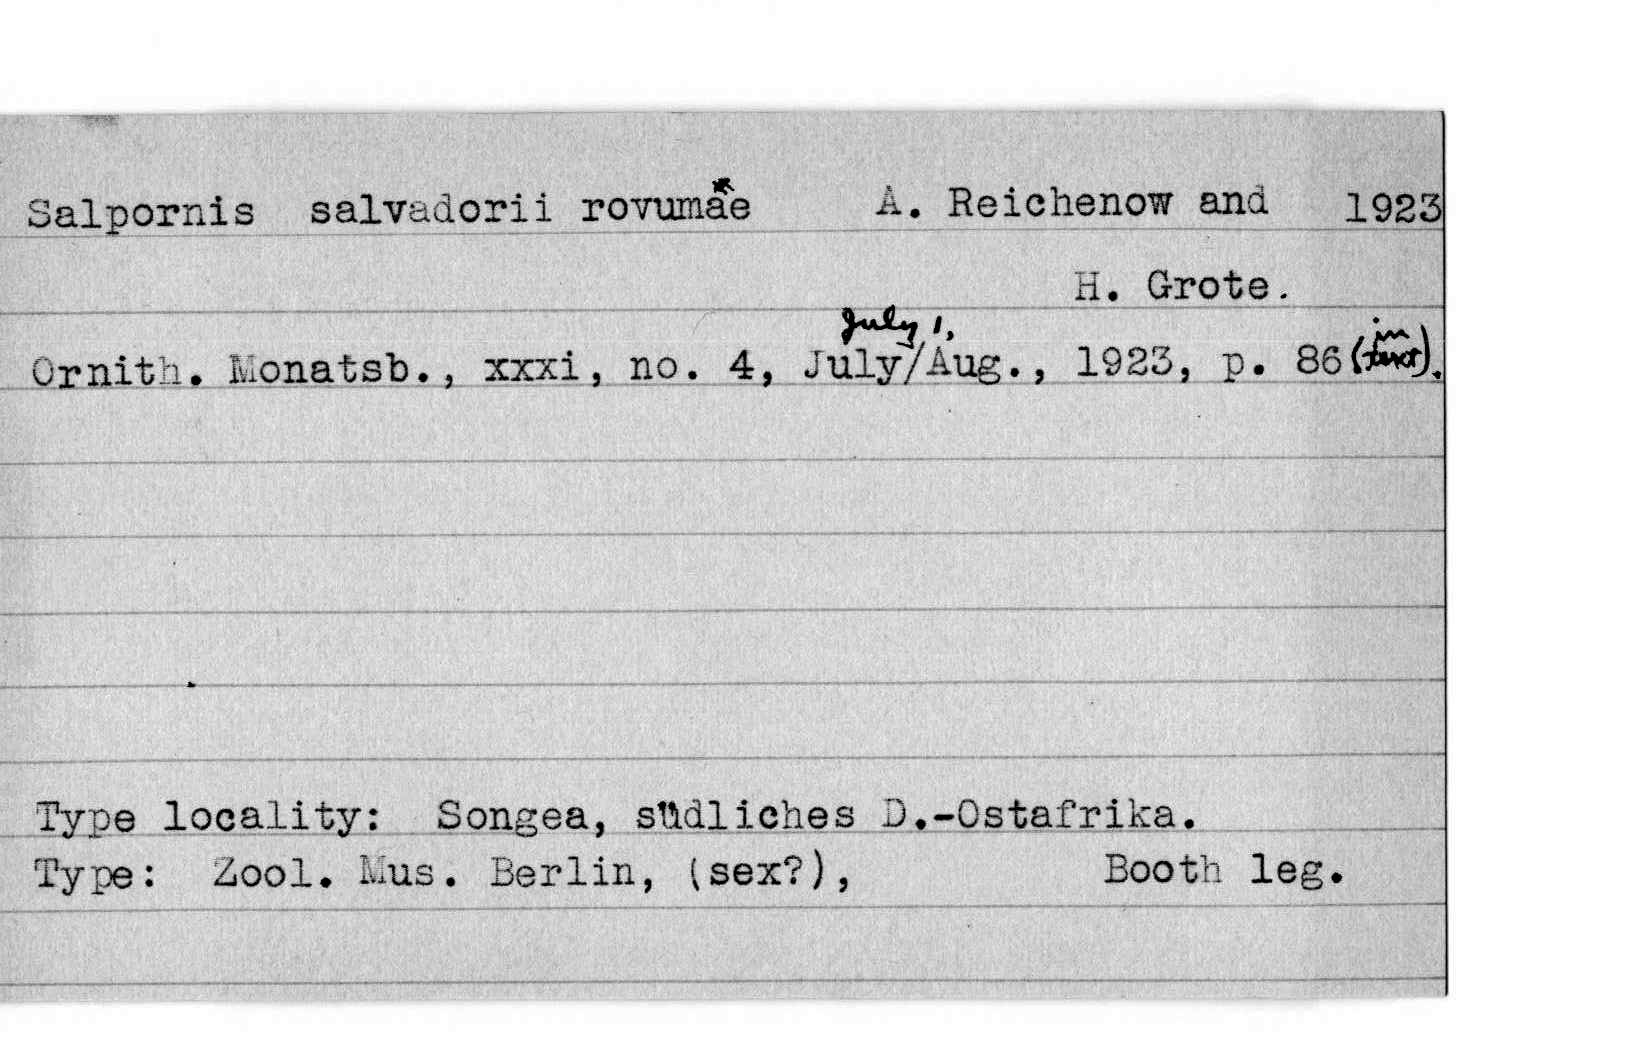 Salpornis salvadorii rovumae A. Reichenow and 1923
H. Grote.
July 1,
Ornith. Monatsb., xxxi, no. 4, July/Aug., 1923, p. 86 (in text).
Type locality: Songea, südliches D.-Ostafrika.
Type: Zool. Mus. Berlin, (sex?), Booth leg.